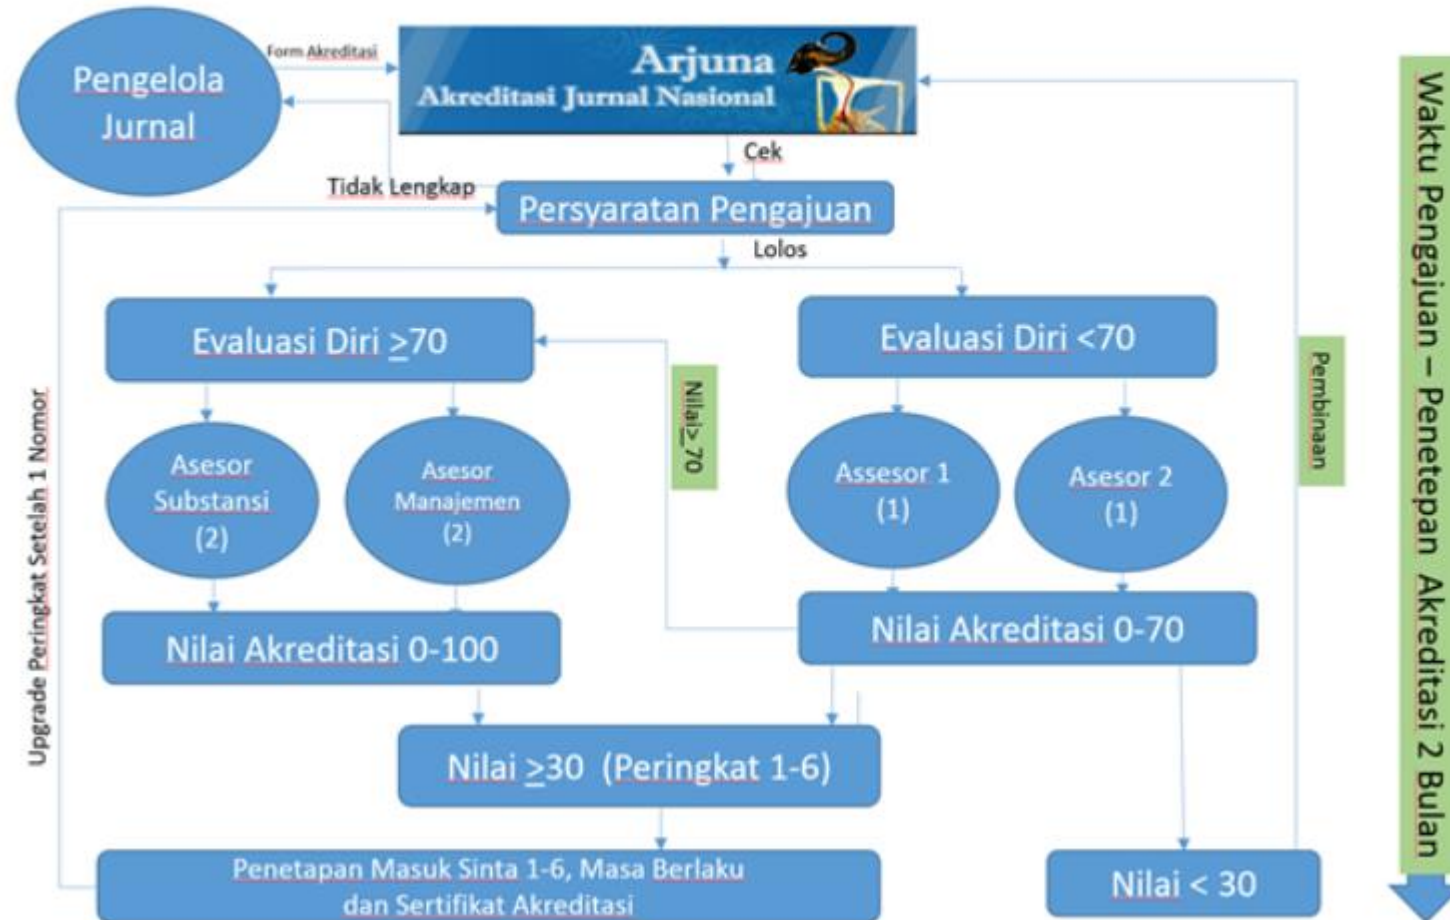 Pengelola
Jurnal
Form Akreditasi
Arjuna
Akreditasi Jurnal Nasional
Cek
Tidak Lengkap
Persyaratan Pengajuan
Lolos
Evaluasi Diri ≥70
Evaluasi Diri <70
Asesor
Substansi
(2)
Asesor
Manajemen
(2)
Nilai≥70
Assesor 1
(1)
Asesor 2
(1)
Pembinaan
Nilai Akreditasi 0-100
Nilai Akreditasi 0-70
Nilai ≥30 (Peringkat 1-6)
Penetapan Masuk Sinta 1-6, Masa Berlaku
dan Sertifikat Akreditasi
Nilai < 30
Upgrade Peringkat Setelah 1 Nomor
Waktu Pengajuan – Penetepan Akreditasi 2 Bulan